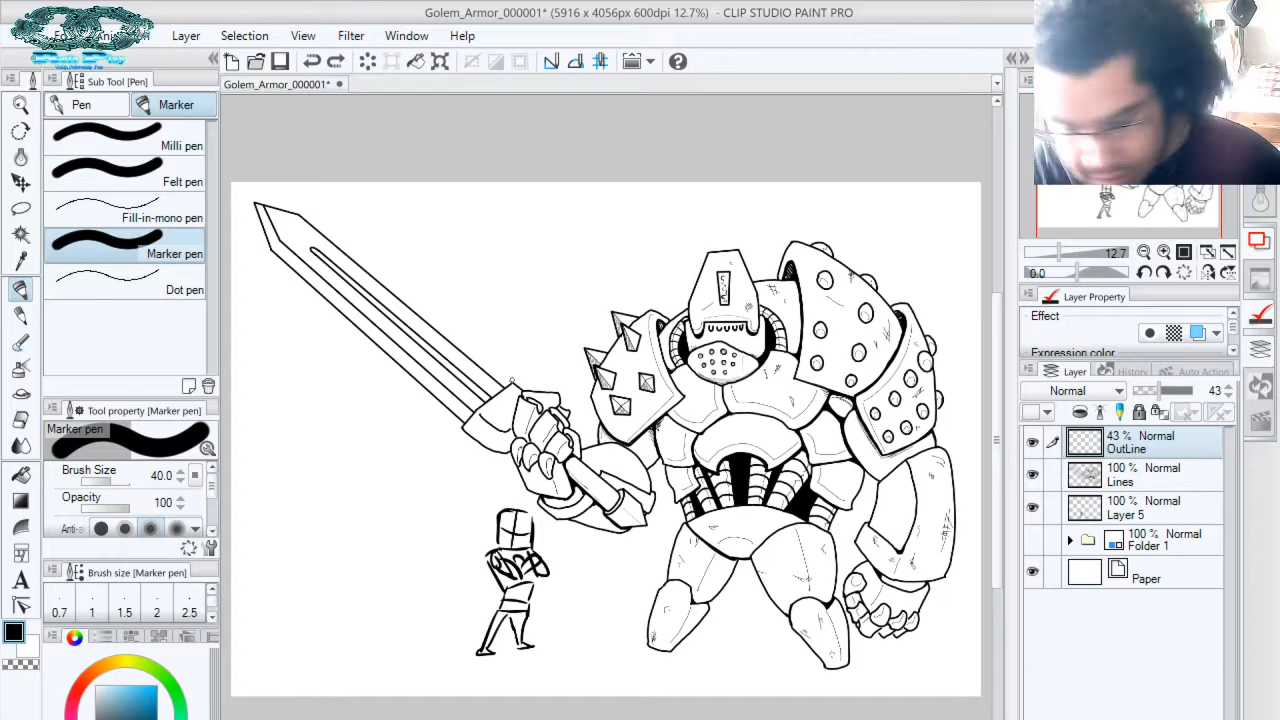 Golem_Armor_000001* (5916 x 4056px 600dpi 12.7%) - CLIP STUDIO PAINT PRO
Layer Selection View Filter Window Help
Sub Tool [Pen]
Golem_Armor_000001*
Pen Marker
Milli pen
Felt pen
Fill-in-mono pen
Marker pen
Dot pen
Tool property [Marker pen]
Marker pen
Brush Size 40.0
Opacity 100
Anti-a
Brush size [Marker pen]
0.7 1 1.5 2 2.5
12.7
0.0
Layer Property
Effect
Expression color
Layer History Auto Action
Normal 43
43 % Normal
OutLine
100 % Normal
Lines
100 % Normal
Layer 5
100 % Normal
Folder 1
Paper